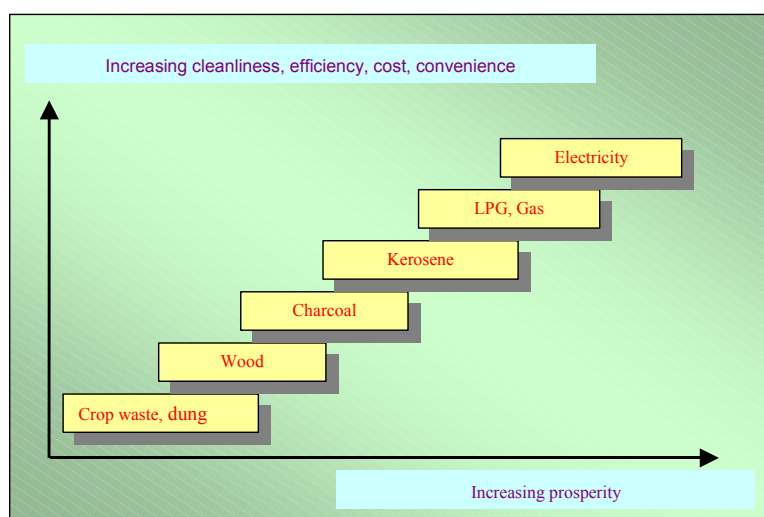 Increasing cleanliness, efficiency, cost, convenience
Electricity
LPG, Gas
Kerosene
Charcoal
Wood
Crop waste, dung
Increasing prosperity